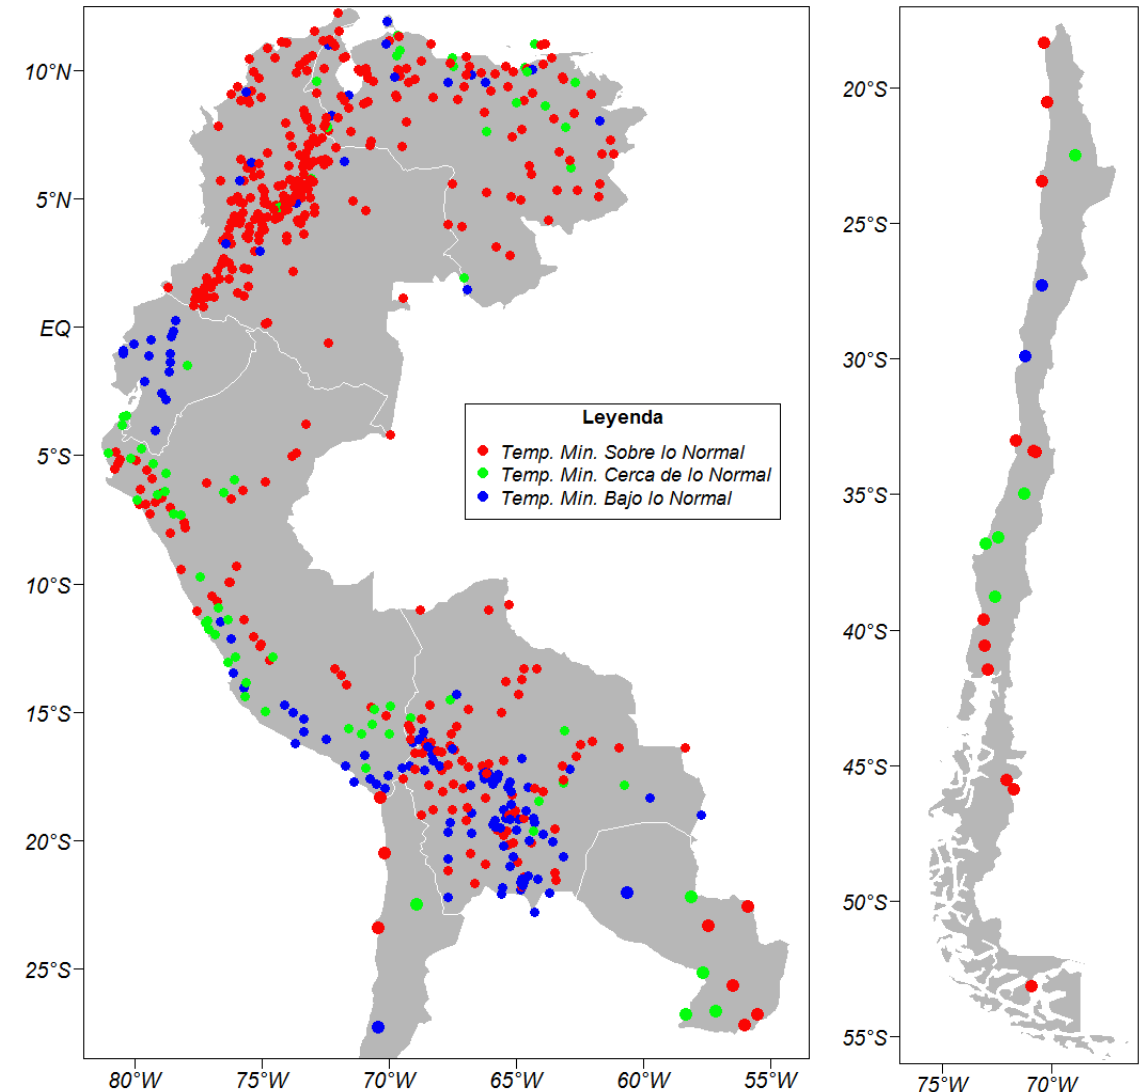 10°N
5°N
EQ
5°S
10°S
15°S
20°S
25°S
80°W 75°W 70°W 65°W 60°W 55°W
Leyenda
Temp. Min. Sobre lo Normal
Temp. Min. Cerca de lo Normal
Temp. Min. Bajo lo Normal
20°S
25°S
30°S
35°S
40°S
45°S
50°S
55°S
75°W 70°W